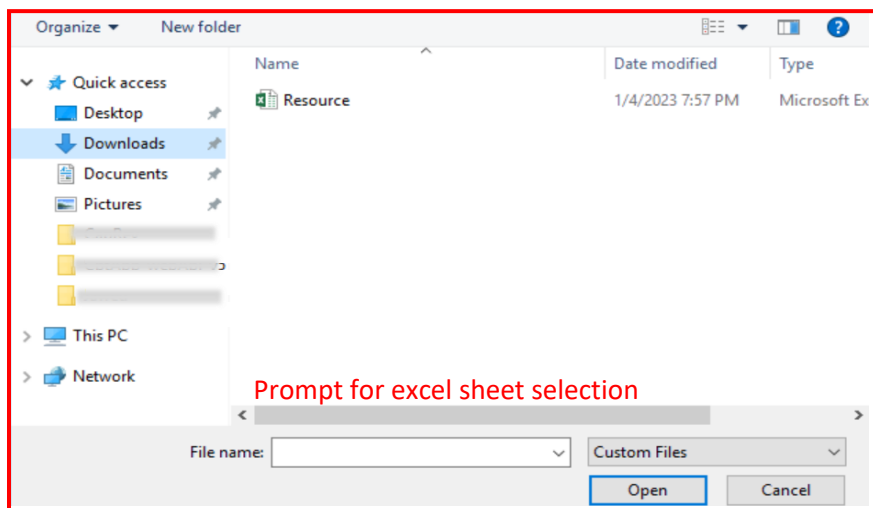 Organize New folder
Name Date modified Type
Quick access
Resource 1/4/2023 7:57 PM Microsoft Ex
Desktop
Downloads
Documents
Pictures
This PC
Network
Prompt for excel sheet selection
File name: Custom Files
Open Cancel